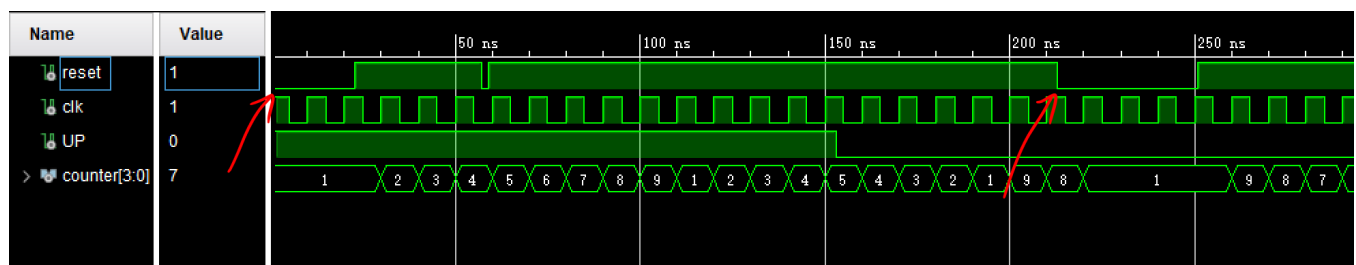 Name Value
50 ns 100 ns 150 ns 200 ns 250 ns
reset 1
clk 1
UP 0
counter[3:0] 7 1 2 3 4 5 6 7 8 9 1 2 3 4 5 4 3 2 1 9 8 1 9 8 7